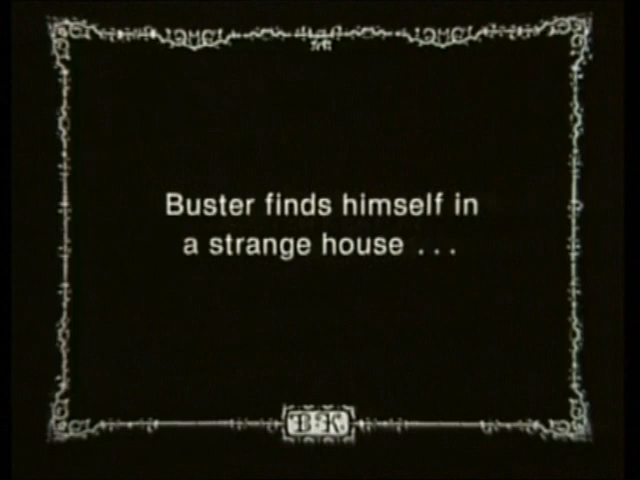 Buster finds himself in
a strange house ...
B K